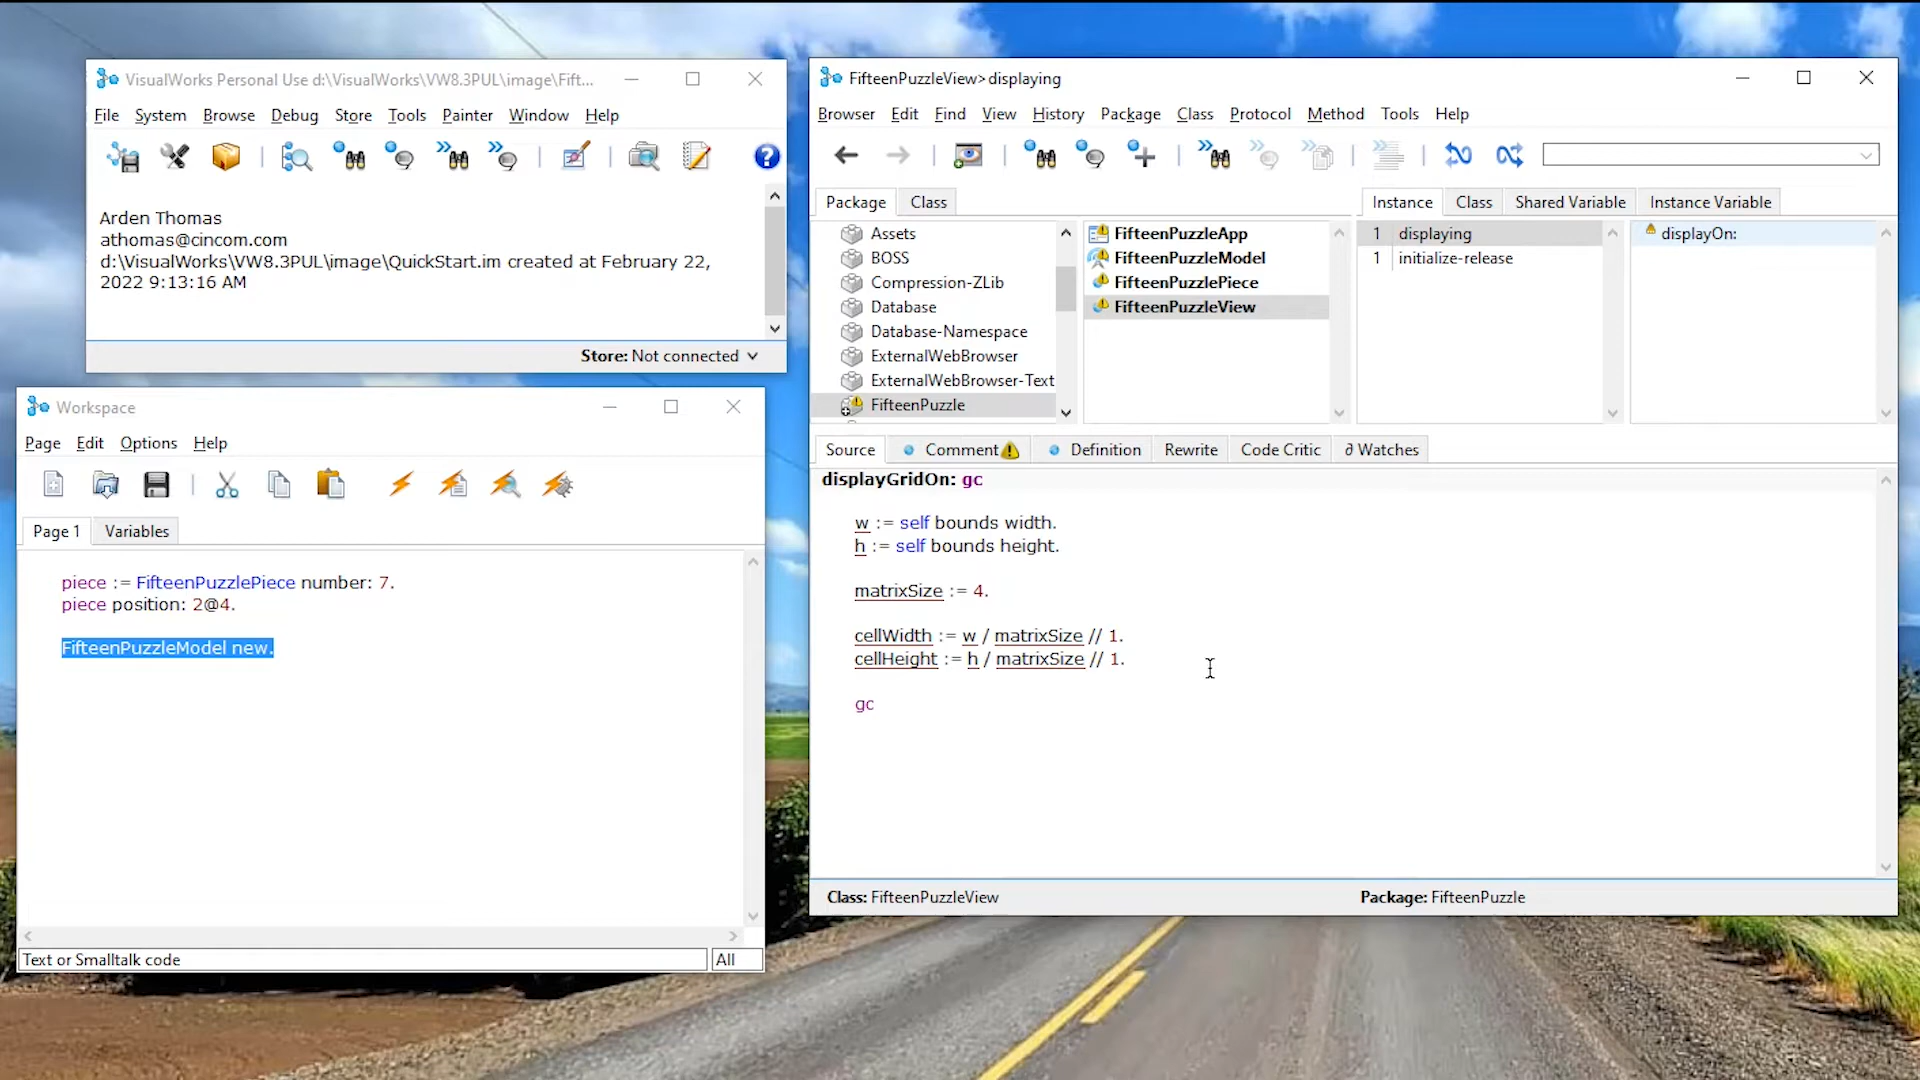 VisualWorks Personal Use d:\VisualWorks\VW8.3PUL\image\Fift...
File System Browse Debug Store Tools Painter Window Help
Arden Thomas
athomas@cincom.com
d:\VisualWorks\VW8.3PUL\image\QuickStart.im created at February 22,
2022 9:13:16 AM
Store: Not connected
Workspace
Page Edit Options Help
Page 1 Variables
piece := FifteenPuzzlePiece number: 7.
piece position: 2@4.
FifteenPuzzleModel new.
Text or Smalltalk code All
FifteenPuzzleView> displaying
Browser Edit Find View History Package Class Protocol Method Tools Help
Package Class
Instance Class Shared Variable Instance Variable
Assets
BOSS
Compression-ZLib
Database
Database-Namespace
ExternalWebBrowser
ExternalWebBrowser-Text
FifteenPuzzle
FifteenPuzzleApp
FifteenPuzzleModel
FifteenPuzzlePiece
FifteenPuzzleView
1 displaying
1 initialize-release
displayOn:
Source Comment Definition Rewrite Code Critic ∂ Watches
displayGridOn: gc
w := self bounds width.
h := self bounds height.
matrixSize := 4.
cellWidth := w / matrixSize // 1.
cellHeight := h / matrixSize // 1.
gc
Class: FifteenPuzzleView Package: FifteenPuzzle